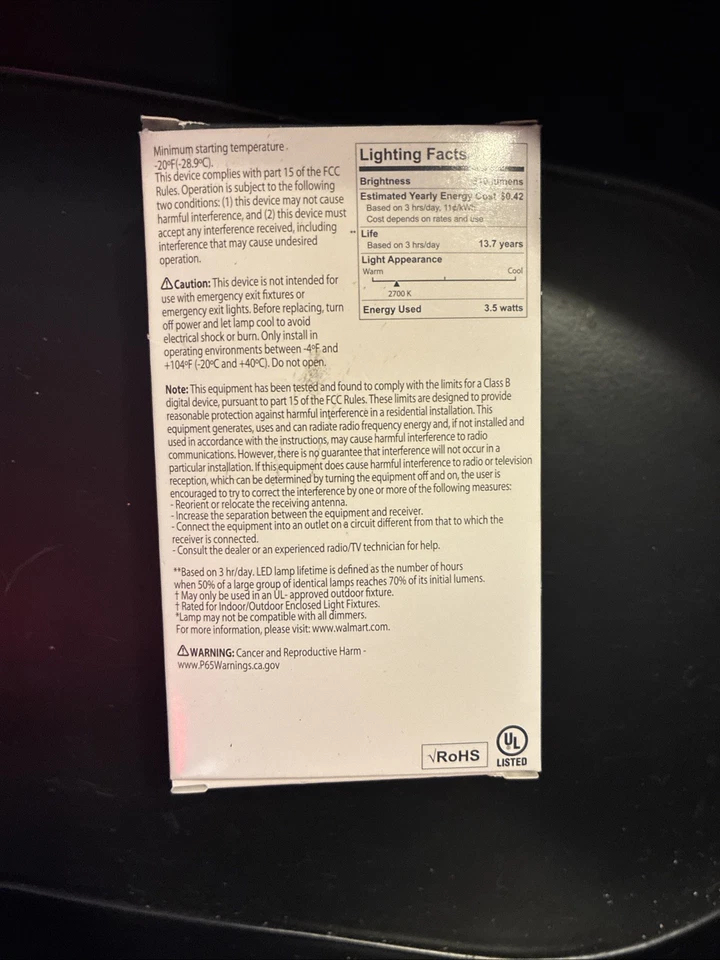 Minimum starting temperature -
-20ºF(-28.9ºC).
This device complies with part 15 of the FCC
Rules. Operation is subject to the following
two conditions: (1) this device may not cause
harmful interference, and (2) this device must
accept any interference received, including
interference that may cause undesired
operation.
⚠Caution: This device is not intended for
use with emergency exit fixtures or
emergency exit lights. Before replacing, turn
off power and let lamp cool to avoid
electrical shock or burn. Only install in
operating environments between -4ºF and
+104ºF (-20ºC and +40ºC). Do not open.
Lighting Facts
Brightness lumens
Estimated Yearly Energy Cost $0.42
Based on 3 hrs/day, 11¢/kWh
Cost depends on rates and use
** Life
Based on 3 hrs/day 13.7 years
Light Appearance
Warm Cool
2700 K
Energy Used 3.5 watts
Note: This equipment has been tested and found to comply with the limits for a Class B
digital device, pursuant to part 15 of the FCC Rules. These limits are designed to provide
reasonable protection against harmful interference in a residential installation. This
equipment generates, uses and can radiate radio frequency energy and, if not installed and
used in accordance with the instructions, may cause harmful interference to radio
communications. However, there is no guarantee that interference will not occur in a
particular installation. If this equipment does cause harmful interference to radio or television
reception, which can be determined by turning the equipment off and on, the user is
encouraged to try to correct the interference by one or more of the following measures:
- Reorient or relocate the receiving antenna.
- Increase the separation between the equipment and receiver.
- Connect the equipment into an outlet on a circuit different from that to which the
receiver is connected.
- Consult the dealer or an experienced radio/TV technician for help.
**Based on 3 hr/day. LED lamp lifetime is defined as the number of hours
when 50% of a large group of identical lamps reaches 70% of its initial lumens.
† May only be used in an UL- approved outdoor fixture.
† Rated for Indoor/Outdoor Enclosed Light Fixtures.
*Lamp may not be compatible with all dimmers.
For more information, please visit: www.walmart.com.
⚠WARNING: Cancer and Reproductive Harm -
www.P65Warnings.ca.gov
√RoHS
UL
LISTED